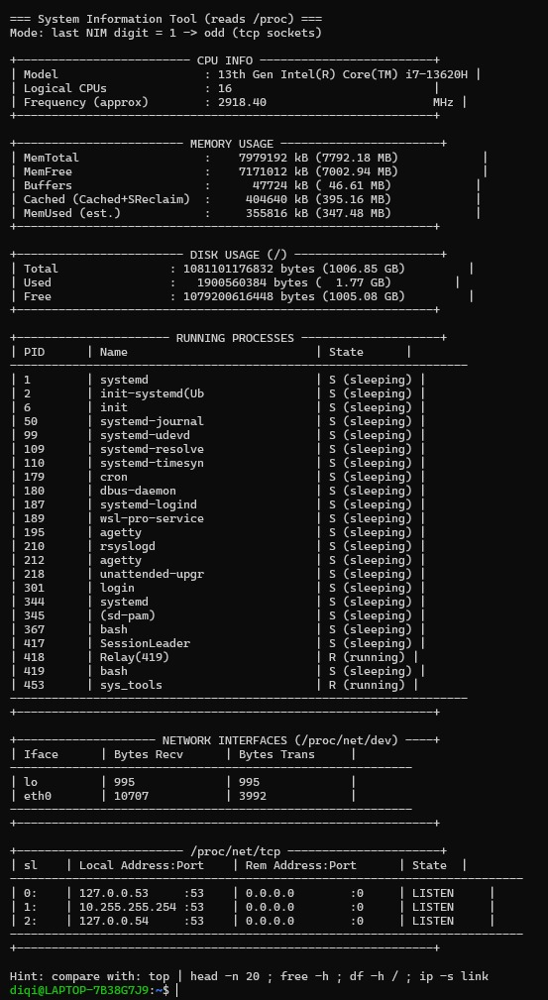 === System Information Tool (reads /proc) ===
Mode: last NIM digit = 1 -> odd (tcp sockets)
+------------------------- CPU INFO -------------------------+
| Model                     : 13th Gen Intel(R) Core(TM) i7-13620H |
| Logical CPUs              : 16                             |
| Frequency (approx)        : 2918.40                        MHz |
+------------------------------------------------------------+
+------------------------ MEMORY USAGE -----------------------+
| MemTotal                  :    7979192 kB (7792.18 MB)            |
| MemFree                   :    7171012 kB (7002.94 MB)            |
| Buffers                   :      47724 kB ( 46.61 MB)            |
| Cached (Cached+SReclaim)  :     404640 kB (395.16 MB)            |
| MemUsed (est.)            :     355816 kB (347.48 MB)            |
+------------------------------------------------------------+
+------------------------ DISK USAGE (/) ---------------------+
| Total                : 1081101176832 bytes (1006.85 GB)         |
| Used                 :   1900560384 bytes (  1.77 GB)         |
| Free                 : 1079200616448 bytes (1005.08 GB)         |
+------------------------------------------------------------+
+---------------------- RUNNING PROCESSES --------------------+
| PID      | Name                           | State      |
-----------------------------------------------------------------
| 1        | systemd                        | S (sleeping) |
| 2        | init-systemd(Ub                | S (sleeping) |
| 6        | init                           | S (sleeping) |
| 50       | systemd-journal                | S (sleeping) |
| 99       | systemd-udevd                  | S (sleeping) |
| 109      | systemd-resolve                | S (sleeping) |
| 110      | systemd-timesyn                | S (sleeping) |
| 179      | cron                           | S (sleeping) |
| 180      | dbus-daemon                    | S (sleeping) |
| 187      | systemd-logind                 | S (sleeping) |
| 189      | wsl-pro-service                | S (sleeping) |
| 195      | agetty                         | S (sleeping) |
| 210      | rsyslogd                       | S (sleeping) |
| 212      | agetty                         | S (sleeping) |
| 218      | unattended-upgr                | S (sleeping) |
| 301      | login                          | S (sleeping) |
| 344      | systemd                        | S (sleeping) |
| 345      | (sd-pam)                       | S (sleeping) |
| 367      | bash                           | S (sleeping) |
| 417      | SessionLeader                  | S (sleeping) |
| 418      | Relay(419)                     | R (running) |
| 419      | bash                           | S (sleeping) |
| 453      | sys_tools                      | R (running) |
-----------------------------------------------------------------
+------------------------------------------------------------+
+-------------------- NETWORK INTERFACES (/proc/net/dev) ----+
| Iface      | Bytes Recv      | Bytes Trans     |
----------------------------------------------------------
| lo         | 995             | 995             |
| eth0       | 10707           | 3992            |
----------------------------------------------------------
+------------------------------------------------------------+
+------------------------ /proc/net/tcp ----------------------+
| sl    | Local Address:Port    | Rem Address:Port      | State  |
--------------------------------------------------------------------------
| 0:    | 127.0.0.53     :53    | 0.0.0.0        :0     | LISTEN     |
| 1:    | 10.255.255.254 :53    | 0.0.0.0        :0     | LISTEN     |
| 2:    | 127.0.0.54     :53    | 0.0.0.0        :0     | LISTEN     |
--------------------------------------------------------------------------
+------------------------------------------------------------+
Hint: compare with: top | head -n 20 ; free -h ; df -h / ; ip -s link
diqi@LAPTOP-7B38G7J9:~$